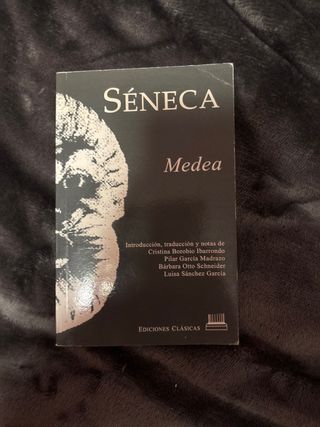 SÉNECA
Medea
Introducción, traducción y notas de
Cristina Borobio Ibarrondo
Pilar García Madrazo
Bárbara Otto Schneider
Luisa Sánchez García
EDICIONES CLÁSICAS